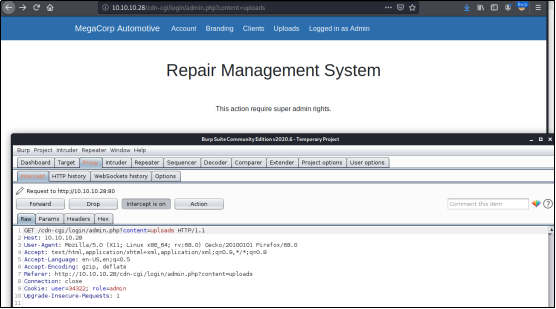 10.10.10.28/cdn-cgi/login/admin.php?content=uploads
MegaCorp Automotive Account Branding Clients Uploads Logged in as Admin
Repair Management System
This action require super admin rights.
Burp Suite Community Edition v2020.6 - Temporary Project
Burp Project Intruder Repeater Window Help
Dashboard Target Proxy Intruder Repeater Sequencer Decoder Comparer Extender Project options User options
Intercept HTTP history WebSockets history Options
Request to http://10.10.10.28:80
Forward Drop Intercept is on Action Comment this item
Raw Params Headers Hex
1 GET /cdn-cgi/login/admin.php?content=uploads HTTP/1.1
2 Host: 10.10.10.28
3 User-Agent: Mozilla/5.0 (X11; Linux x86_64; rv:68.0) Gecko/20100101 Firefox/68.0
4 Accept: text/html,application/xhtml+xml,application/xml;q=0.9,*/*;q=0.8
5 Accept-Language: en-US,en;q=0.5
6 Accept-Encoding: gzip, deflate
7 Referer: http://10.10.10.28/cdn-cgi/login/admin.php?content=uploads
8 Connection: close
9 Cookie: user=34322; role=admin
10 Upgrade-Insecure-Requests: 1
11